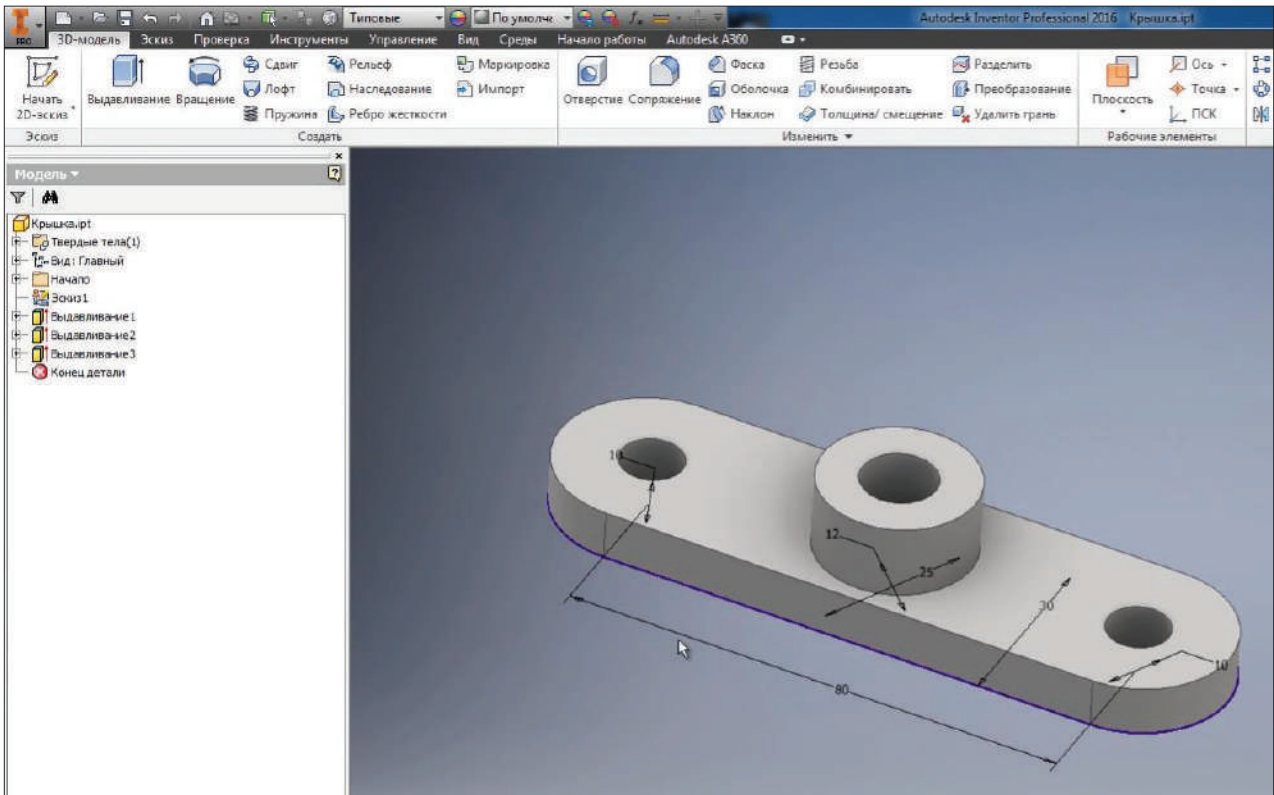 Типовые По умолч Autodesk Inventor Professional 2016 Крышка.ipt
PRO 3D-модель Эскиз Проверка Инструменты Управление Вид Среды Начало работы Autodesk A360
Сдвиг Рельеф Маркировка Фаска Резьба Разделить Ось
Начать 2D-эскиз Выдавливание Вращение Лофт Наследование Импорт Отверстие Сопряжение Оболочка Комбинировать Преобразование Плоскость Точка
Пружина Ребро жесткости Наклон Толщина/ смещение Удалить грань ПСК
Эскиз Создать Изменить Рабочие элементы
Модель
Крышка.ipt
Твердые тела(1)
Вид: Главный
Начало
Эскиз1
Выдавливание1
Выдавливание2
Выдавливание3
Конец детали
10
12
25
30
10
80